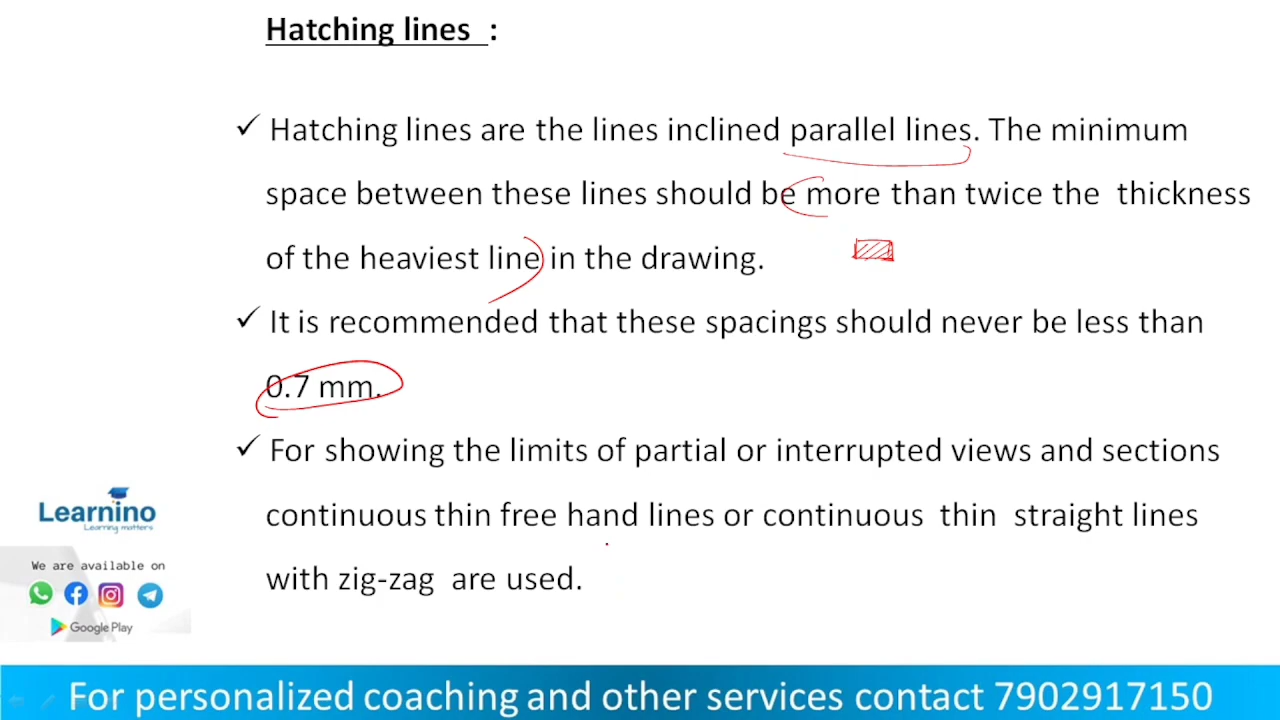 Hatching lines :
✓ Hatching lines are the lines inclined parallel lines. The minimum
space between these lines should be more than twice the thickness
of the heaviest line in the drawing.
✓ It is recommended that these spacings should never be less than
0.7 mm.
✓ For showing the limits of partial or interrupted views and sections
continuous thin free hand lines or continuous thin straight lines
with zig-zag are used.
Learnino
Learning matters
We are available on
Google Play
For personalized coaching and other services contact 7902917150